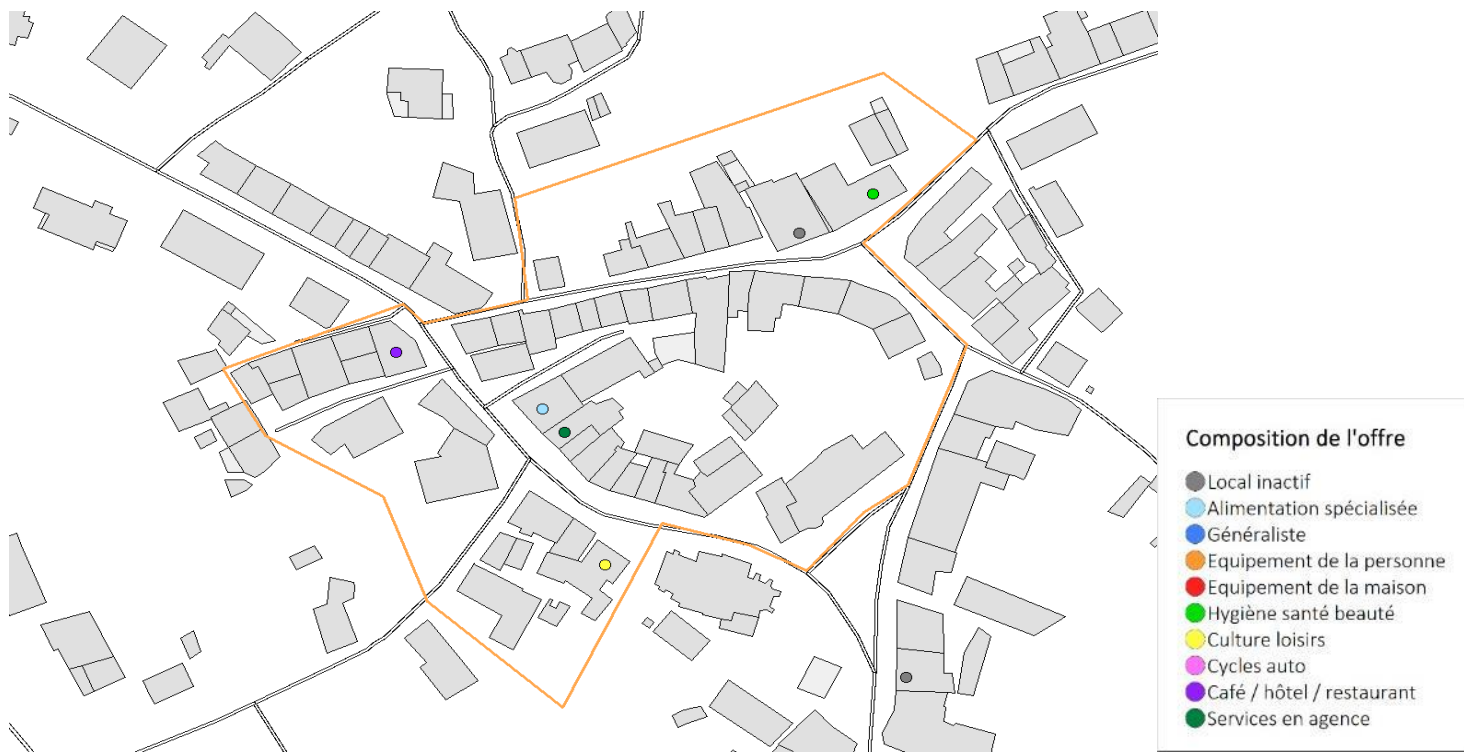 Composition de l'offre
Local inactif
Alimentation spécialisée
Généraliste
Equipement de la personne
Equipement de la maison
Hygiène santé beauté
Culture loisirs
Cycles auto
Café / hôtel / restaurant
Services en agence